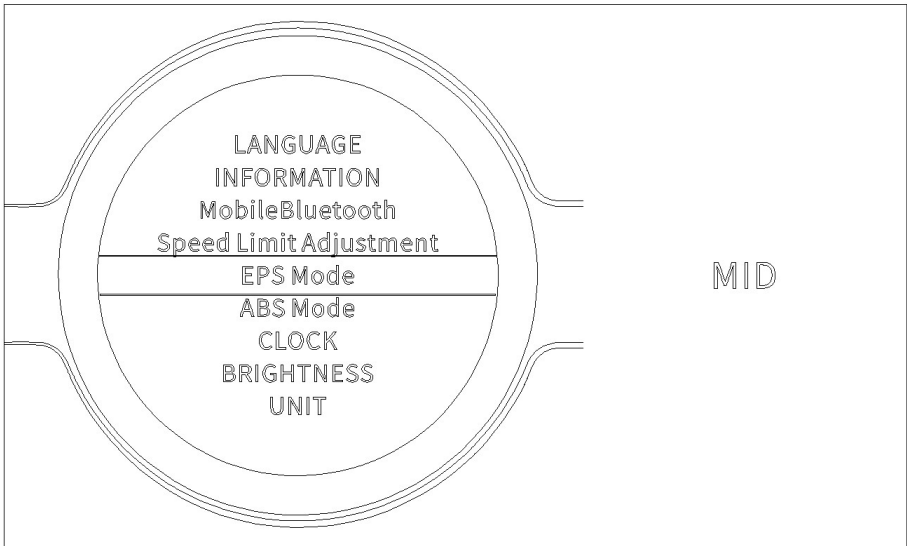 LANGUAGE
INFORMATION
MobileBluetooth
Speed Limit Adjustment
EPS Mode
ABS Mode
CLOCK
BRIGHTNESS
UNIT
MID